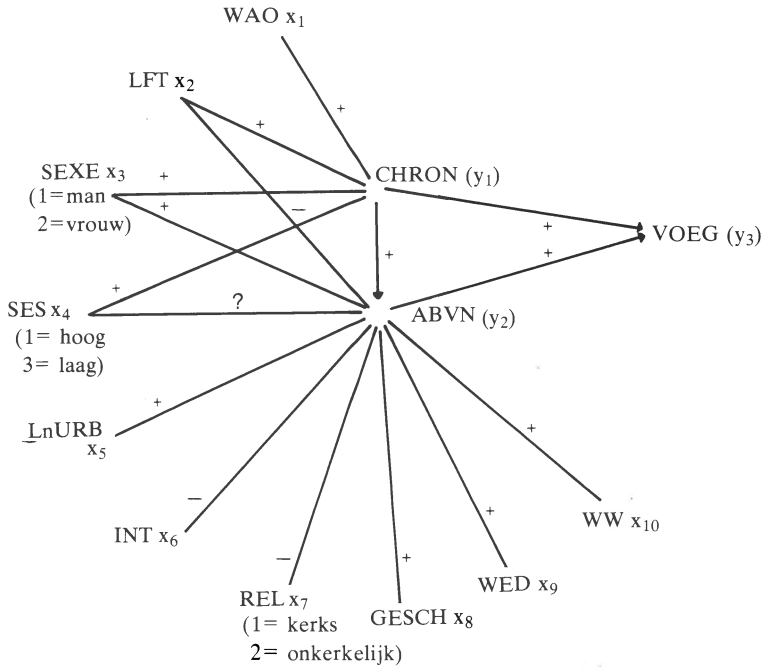 WAO x1
LFT x2
+
+
SEXE x3
(1=man
2=vrouw)
+
+
–
CHRON (y1)
+
+
VOEG (y3)
+
+
SES x4
(1= hoog
3= laag)
?
ABVN (y2)
LnURB
x5
+
+
INT x6
–
WW x10
REL x7
(1= kerks
2= onkerkelijk)
–
GESCH x8
+
WED x9
+